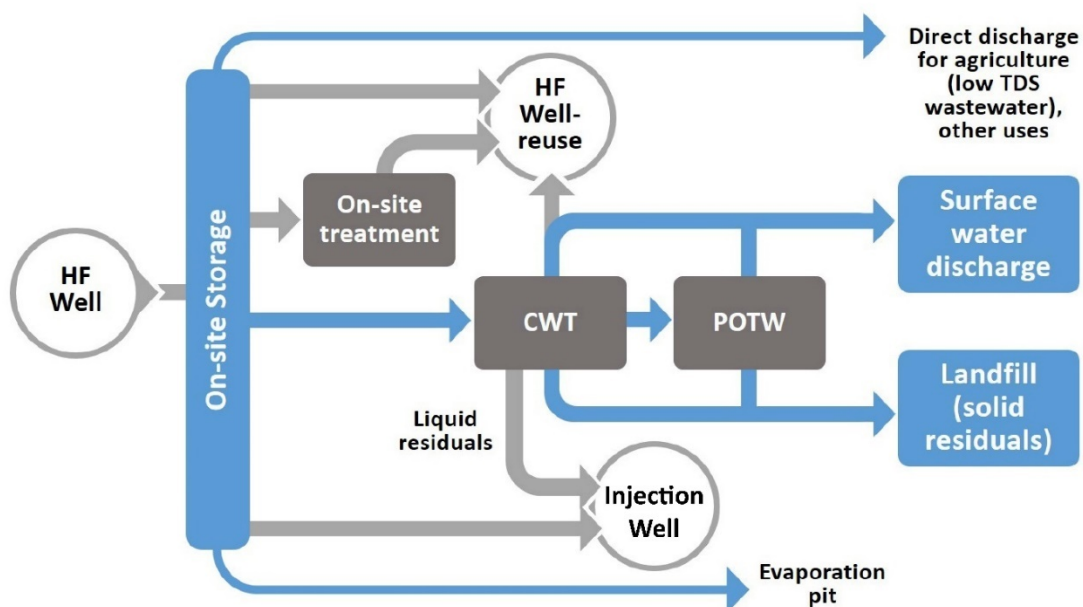 Direct discharge
for agriculture
(low TDS
wastewater),
other uses
HF
Well-
reuse
On-site
treatment
Surface
water
discharge
HF
Well
On-site Storage
CWT
POTW
Landfill
(solid
residuals)
Liquid
residuals
Injection
Well
Evaporation
pit